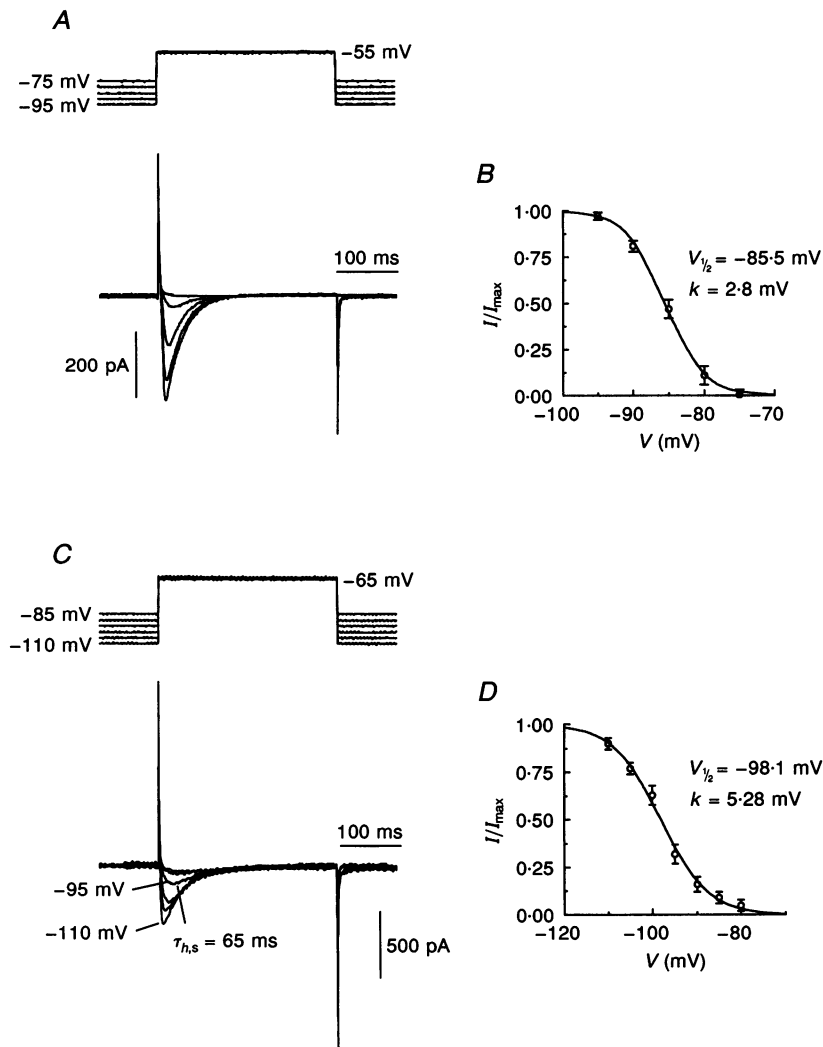 A
−55 mV
−75 mV
−95 mV
100 ms
200 pA
B
1·00
0·75
0·50
0·25
0·00
I/Imax
V½ = −85·5 mV
k = 2·8 mV
−100
−90
−80
−70
V (mV)
C
−65 mV
−85 mV
−110 mV
100 ms
−95 mV
−110 mV
τh,s = 65 ms
500 pA
D
1·00
0·75
0·50
0·25
0·00
I/Imax
V½ = −98·1 mV
k = 5·28 mV
−120
−100
−80
V (mV)